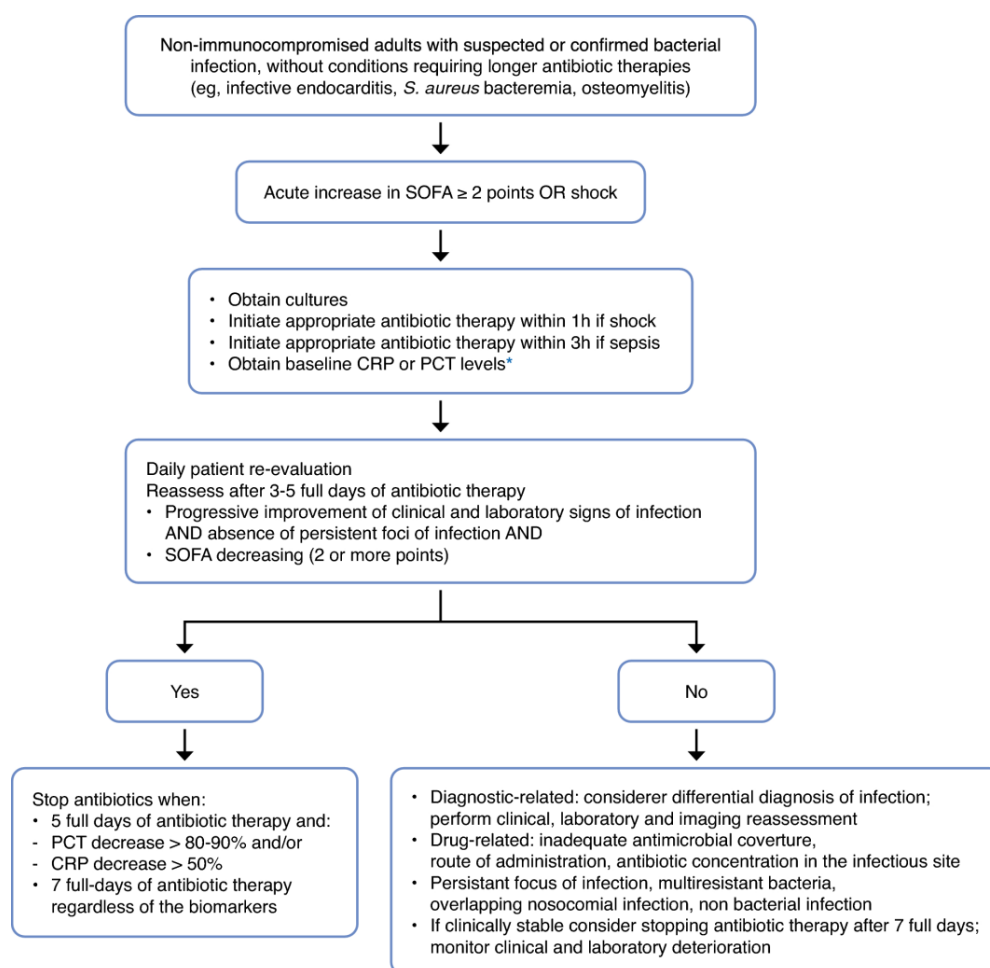 Non-immunocompromised adults with suspected or confirmed bacterial
infection, without conditions requiring longer antibiotic therapies
(eg, infective endocarditis, S. aureus bacteremia, osteomyelitis)
Acute increase in SOFA ≥ 2 points OR shock
• Obtain cultures
• Initiate appropriate antibiotic therapy within 1h if shock
• Initiate appropriate antibiotic therapy within 3h if sepsis
• Obtain baseline CRP or PCT levels*
Daily patient re-evaluation
Reassess after 3-5 full days of antibiotic therapy
• Progressive improvement of clinical and laboratory signs of infection
AND absence of persistent foci of infection AND
• SOFA decreasing (2 or more points)
Yes
No
Stop antibiotics when:
• 5 full days of antibiotic therapy and:
- PCT decrease > 80-90% and/or
- CRP decrease > 50%
• 7 full-days of antibiotic therapy
regardless of the biomarkers
• Diagnostic-related: considerer differential diagnosis of infection;
perform clinical, laboratory and imaging reassessment
• Drug-related: inadequate antimicrobial coverture,
route of administration, antibiotic concentration in the infectious site
• Persistant focus of infection, multiresistant bacteria,
overlapping nosocomial infection, non bacterial infection
• If clinically stable consider stopping antibiotic therapy after 7 full days;
monitor clinical and laboratory deterioration